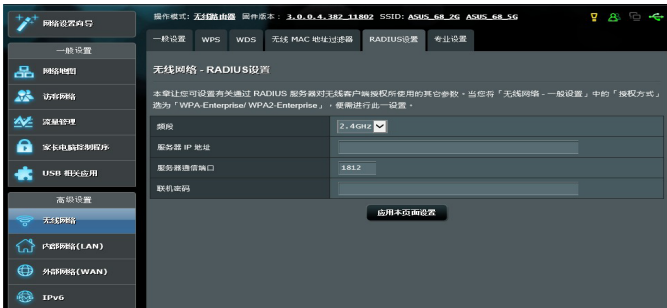 网络设置向导
操作模式: 无线路由器 固件版本: 3.0.0.4.382_11802 SSID: ASUS_68_2G ASUS_68_5G
一般设置 WPS WDS 无线 MAC 地址过滤器 RADIUS设置 专业设置
一般设置
网络地图
访客网络
流量管理
家长电脑控制程序
USB 相关应用
高级设置
无线网络
内部网络(LAN)
外部网络(WAN)
IPv6
无线网络 - RADIUS设置
本章让您可设置有关通过 RADIUS 服务器对无线客户端授权所使用的其它参数。当您将「无线网络 - 一般设置」中的「授权方式」
选为「WPA-Enterprise/ WPA2-Enterprise」,便需进行此一设置。
频段 2.4GHz
服务器 IP 地址
服务器通信端口 1812
联机密码
应用本页面设置